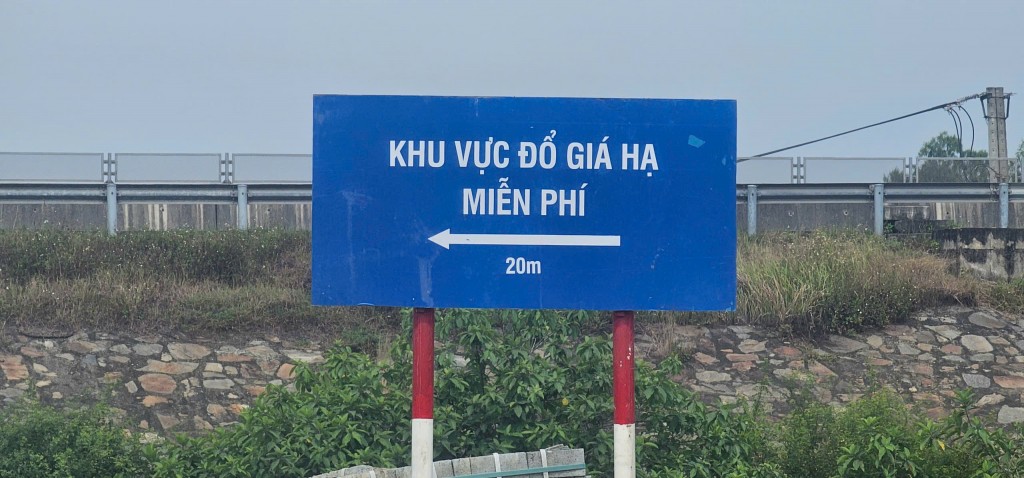 KHU VỰC ĐỔ GIÁ HẠ
MIỄN PHÍ
20m